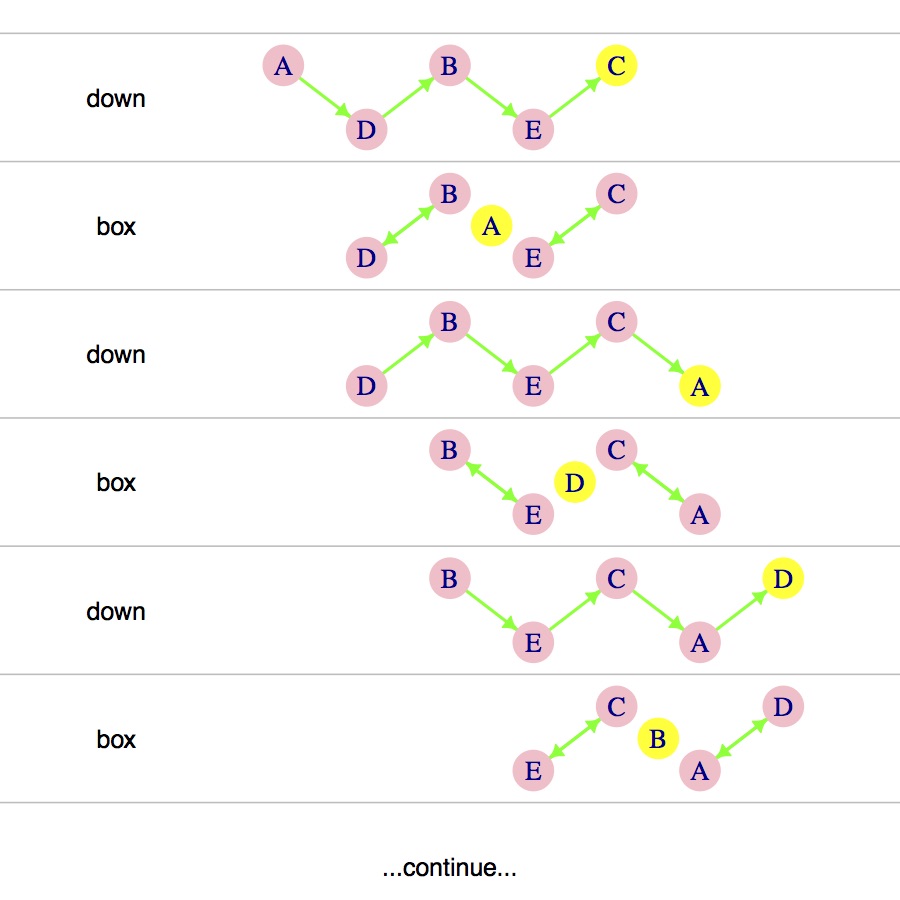 A B C
down
D E
B C
box A
D E
B C
down
D E A
B C
box D
E A
B C D
down
E A
C D
box B
E A
...continue...